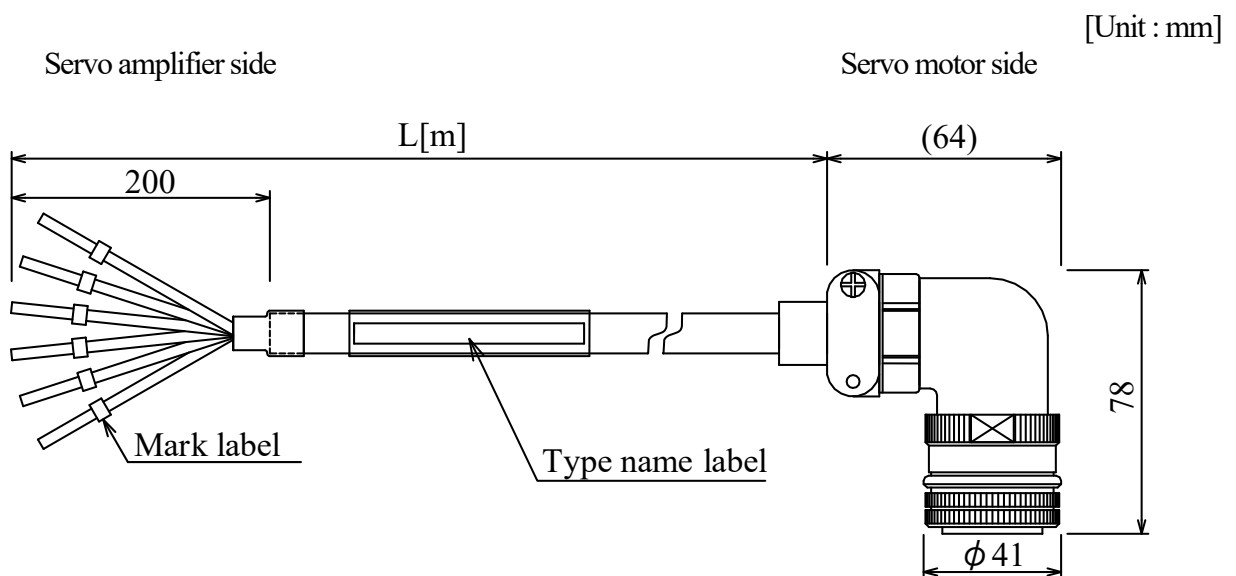 [Unit : mm]
Servo amplifier side
Servo motor side
L[m]
(64)
200
78
Mark label
Type name label
ϕ41